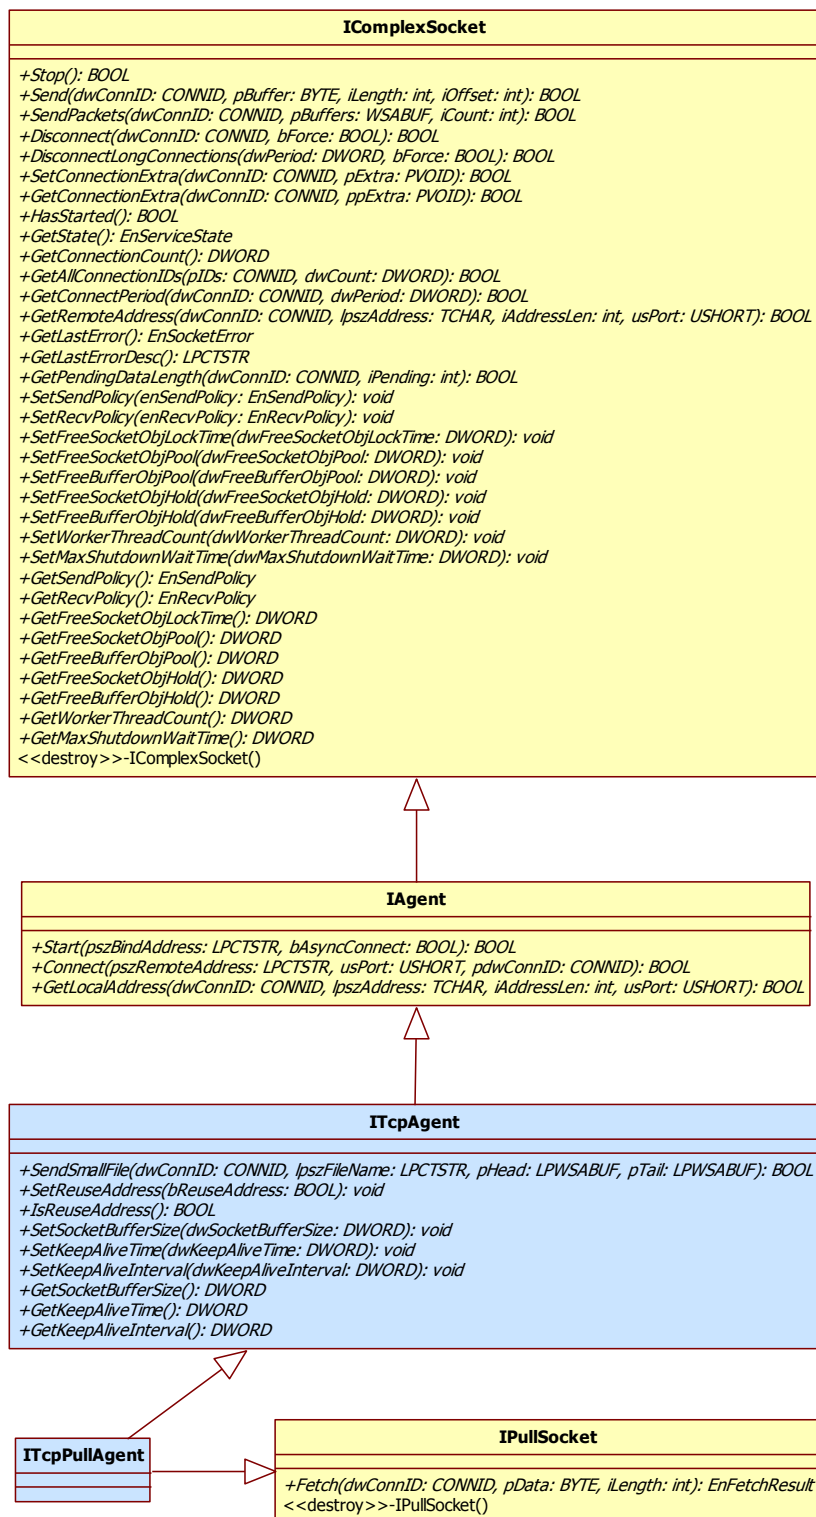 IComplexSocket
+Stop(): BOOL
+Send(dwConnID: CONNID, pBuffer: BYTE, iLength: int, iOffset: int): BOOL
+SendPackets(dwConnID: CONNID, pBuffers: WSABUF, iCount: int): BOOL
+Disconnect(dwConnID: CONNID, bForce: BOOL): BOOL
+DisconnectLongConnections(dwPeriod: DWORD, bForce: BOOL): BOOL
+SetConnectionExtra(dwConnID: CONNID, pExtra: PVOID): BOOL
+GetConnectionExtra(dwConnID: CONNID, ppExtra: PVOID): BOOL
+HasStarted(): BOOL
+GetState(): EnServiceState
+GetConnectionCount(): DWORD
+GetAllConnectionIDs(pIDs: CONNID, dwCount: DWORD): BOOL
+GetConnectPeriod(dwConnID: CONNID, dwPeriod: DWORD): BOOL
+GetRemoteAddress(dwConnID: CONNID, lpszAddress: TCHAR, iAddressLen: int, usPort: USHORT): BOOL
+GetLastError(): EnSocketError
+GetLastErrorDesc(): LPCTSTR
+GetPendingDataLength(dwConnID: CONNID, iPending: int): BOOL
+SetSendPolicy(enSendPolicy: EnSendPolicy): void
+SetRecvPolicy(enRecvPolicy: EnRecvPolicy): void
+SetFreeSocketObjLockTime(dwFreeSocketObjLockTime: DWORD): void
+SetFreeSocketObjPool(dwFreeSocketObjPool: DWORD): void
+SetFreeBufferObjPool(dwFreeBufferObjPool: DWORD): void
+SetFreeSocketObjHold(dwFreeSocketObjHold: DWORD): void
+SetFreeBufferObjHold(dwFreeBufferObjHold: DWORD): void
+SetWorkerThreadCount(dwWorkerThreadCount: DWORD): void
+SetMaxShutdownWaitTime(dwMaxShutdownWaitTime: DWORD): void
+GetSendPolicy(): EnSendPolicy
+GetRecvPolicy(): EnRecvPolicy
+GetFreeSocketObjLockTime(): DWORD
+GetFreeSocketObjPool(): DWORD
+GetFreeBufferObjPool(): DWORD
+GetFreeSocketObjHold(): DWORD
+GetFreeBufferObjHold(): DWORD
+GetWorkerThreadCount(): DWORD
+GetMaxShutdownWaitTime(): DWORD
<<destroy>>-IComplexSocket()
IAgent
+Start(pszBindAddress: LPCTSTR, bAsyncConnect: BOOL): BOOL
+Connect(pszRemoteAddress: LPCTSTR, usPort: USHORT, pdwConnID: CONNID): BOOL
+GetLocalAddress(dwConnID: CONNID, lpszAddress: TCHAR, iAddressLen: int, usPort: USHORT): BOOL
ITcpAgent
+SendSmallFile(dwConnID: CONNID, lpszFileName: LPCTSTR, pHead: LPWSABUF, pTail: LPWSABUF): BOOL
+SetReuseAddress(bReuseAddress: BOOL): void
+IsReuseAddress(): BOOL
+SetSocketBufferSize(dwSocketBufferSize: DWORD): void
+SetKeepAliveTime(dwKeepAliveTime: DWORD): void
+SetKeepAliveInterval(dwKeepAliveInterval: DWORD): void
+GetSocketBufferSize(): DWORD
+GetKeepAliveTime(): DWORD
+GetKeepAliveInterval(): DWORD
ITcpPullAgent
IPullSocket
+Fetch(dwConnID: CONNID, pData: BYTE, iLength: int): EnFetchResult
<<destroy>>-IPullSocket()